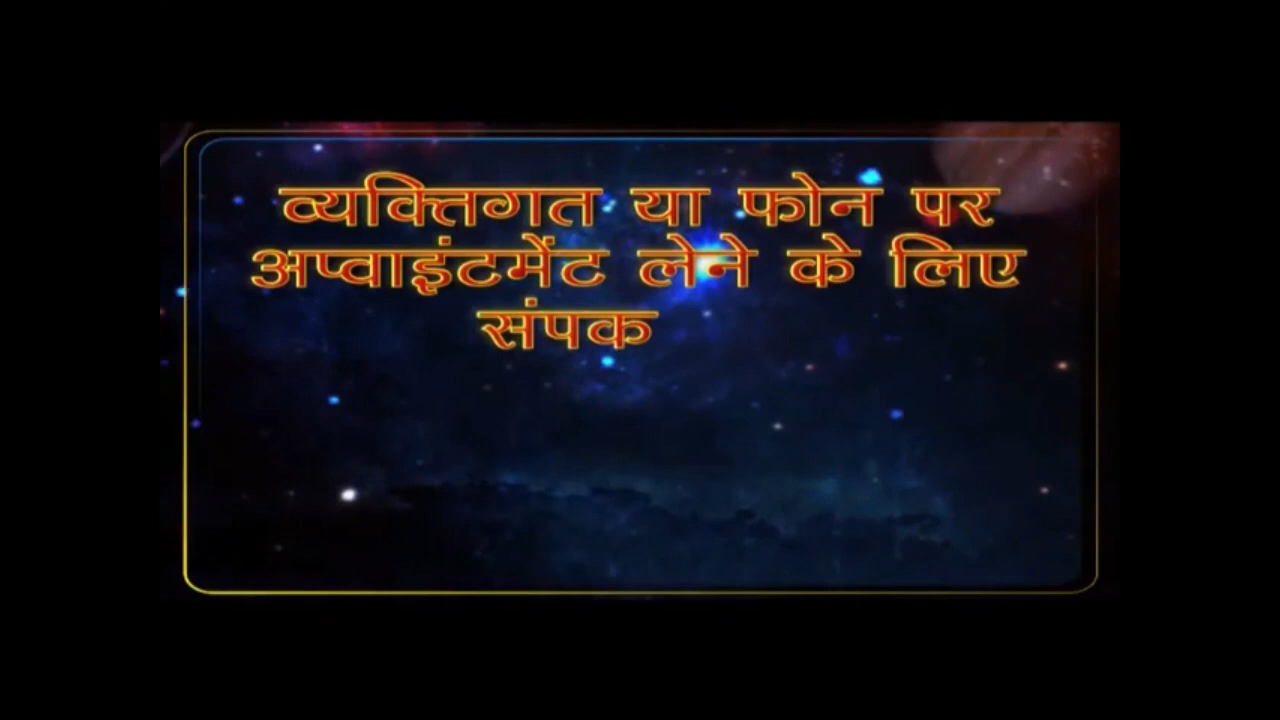 व्यक्तिगत या फोन पर
अप्वाइंटमेंट लेने के लिए
संपक